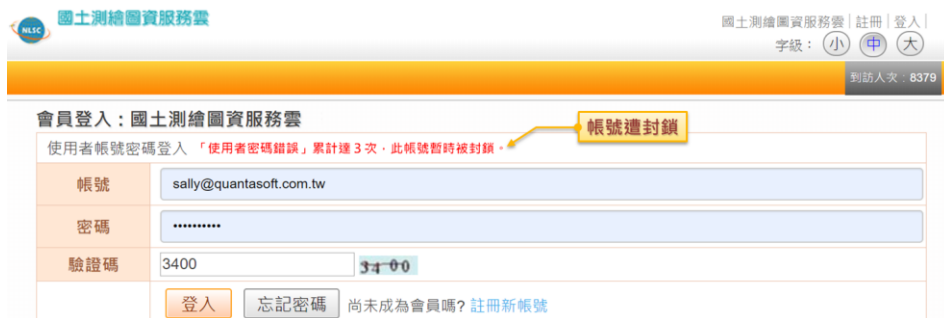 NLSC 國土測繪圖資服務雲
國土測繪圖資服務雲 | 註冊 | 登入 |
字級： 小 中 大
到訪人次 : 8379
會員登入：國土測繪圖資服務雲
帳號遭封鎖
使用者帳號密碼登入 「使用者密碼錯誤」累計達 3 次，此帳號暫時被封鎖。
帳號 sally@quantasoft.com.tw
密碼 ••••••••••
驗證碼 3400 3400
登入 忘記密碼 尚未成為會員嗎? 註冊新帳號